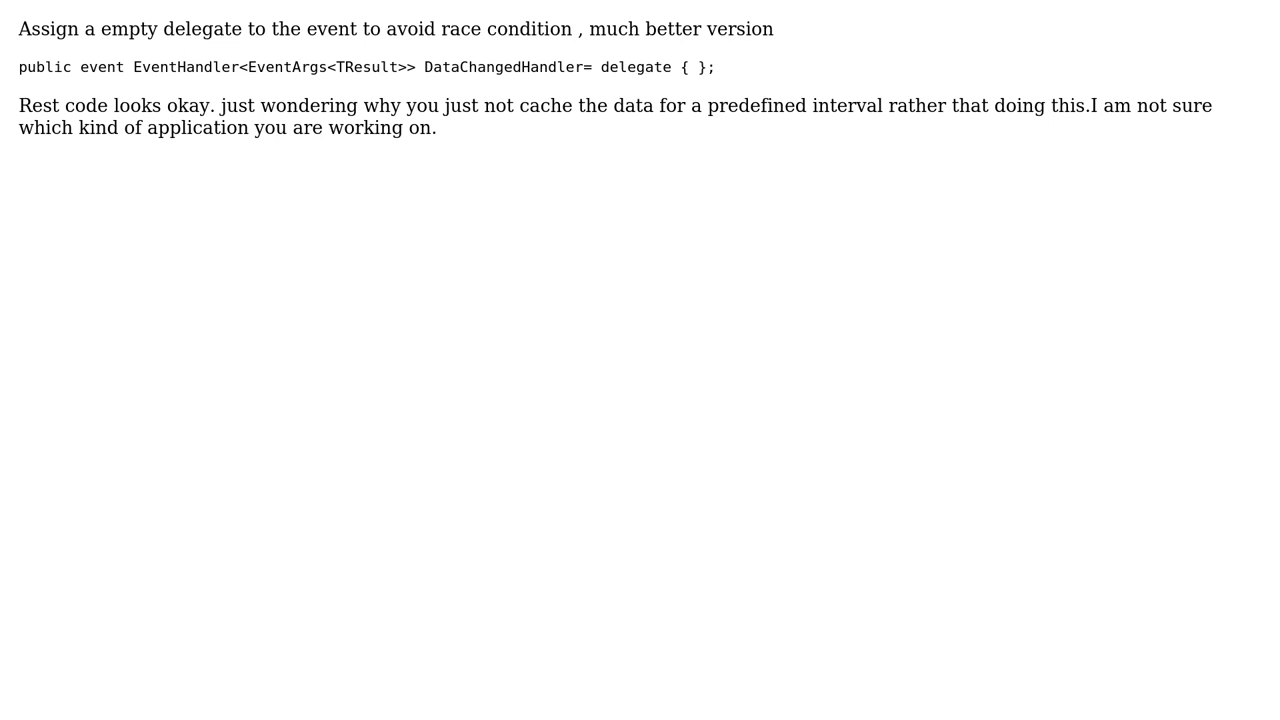 Assign a empty delegate to the event to avoid race condition , much better version
public event EventHandler<EventArgs<TResult>> DataChangedHandler= delegate { };
Rest code looks okay. just wondering why you just not cache the data for a predefined interval rather that doing this.I am not sure
which kind of application you are working on.